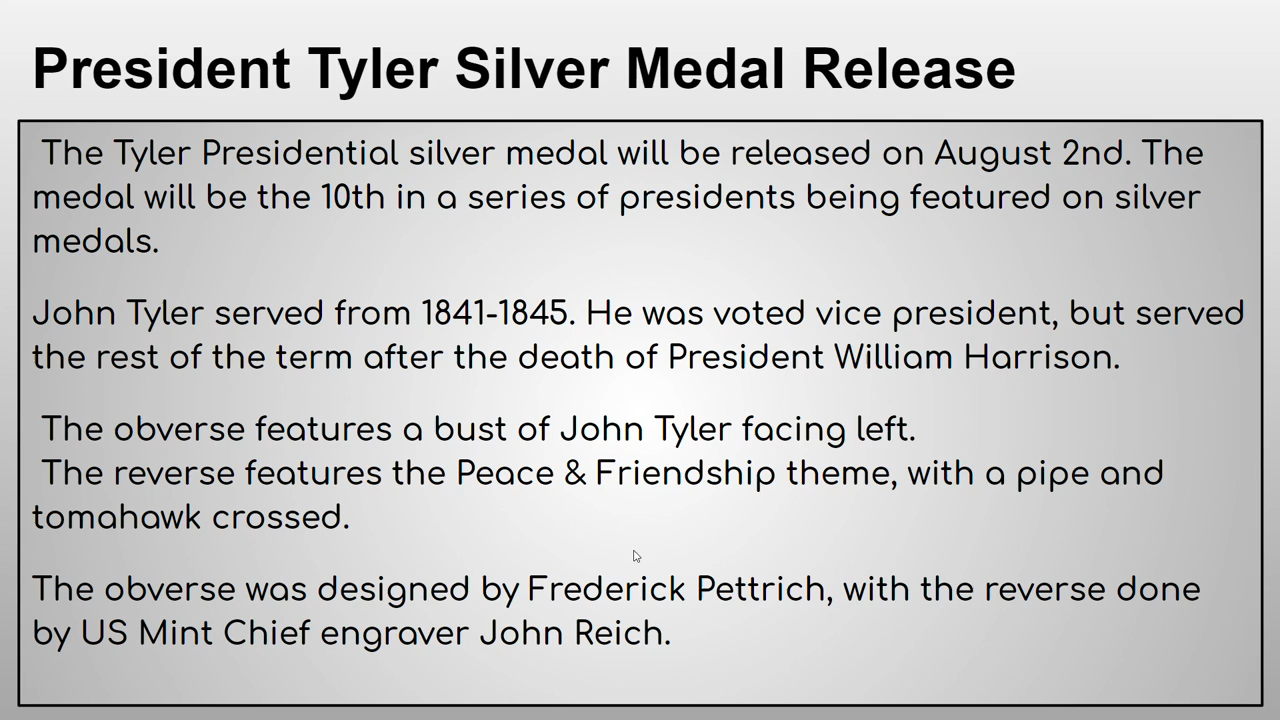 President Tyler Silver Medal Release
The Tyler Presidential silver medal will be released on August 2nd. The
medal will be the 10th in a series of presidents being featured on silver
medals.
John Tyler served from 1841-1845. He was voted vice president, but served
the rest of the term after the death of President William Harrison.
The obverse features a bust of John Tyler facing left.
The reverse features the Peace & Friendship theme, with a pipe and
tomahawk crossed.
The obverse was designed by Frederick Pettrich, with the reverse done
by US Mint Chief engraver John Reich.